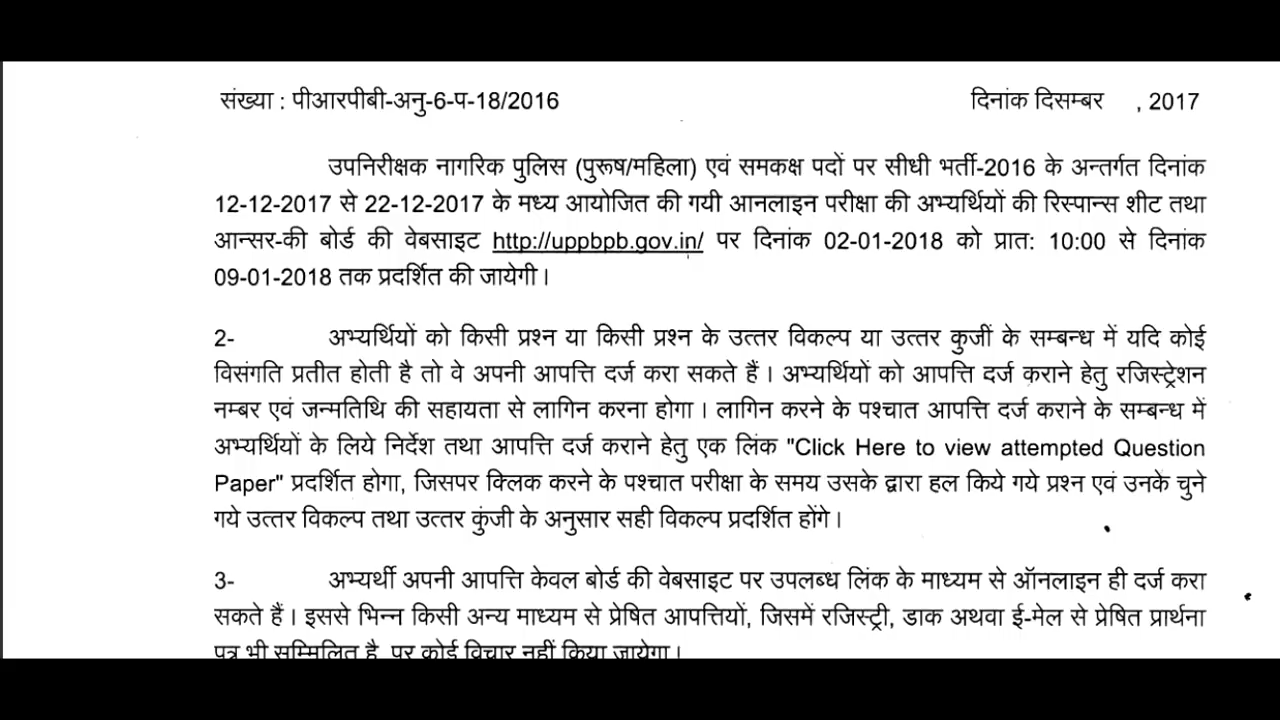 संख्या : पीआरपीबी-अनु-6-प-18/2016 दिनांक दिसम्बर , 2017
उपनिरीक्षक नागरिक पुलिस (पुरूष/महिला) एवं समकक्ष पदों पर सीधी भर्ती-2016 के अन्तर्गत दिनांक
12-12-2017 से 22-12-2017 के मध्य आयोजित की गयी आनलाइन परीक्षा की अभ्यर्थियों की रिस्पान्स शीट तथा
आन्सर-की बोर्ड की वेबसाइट http://uppbpb.gov.in/ पर दिनांक 02-01-2018 को प्रात: 10:00 से दिनांक
09-01-2018 तक प्रदर्शित की जायेगी।
2- अभ्यर्थियों को किसी प्रश्न या किसी प्रश्न के उत्तर विकल्प या उत्तर कुजीं के सम्बन्ध में यदि कोई
विसंगति प्रतीत होती है तो वे अपनी आपत्ति दर्ज करा सकते हैं । अभ्यर्थियों को आपत्ति दर्ज कराने हेतु रजिस्ट्रेशन
नम्बर एवं जन्मतिथि की सहायता से लागिन करना होगा । लागिन करने के पश्चात आपत्ति दर्ज कराने के सम्बन्ध में
अभ्यर्थियों के लिये निर्देश तथा आपत्ति दर्ज कराने हेतु एक लिंक "Click Here to view attempted Question
Paper" प्रदर्शित होगा, जिसपर क्लिक करने के पश्चात परीक्षा के समय उसके द्वारा हल किये गये प्रश्न एवं उनके चुने
गये उत्तर विकल्प तथा उत्तर कुंजी के अनुसार सही विकल्प प्रदर्शित होंगे ।
3- अभ्यर्थी अपनी आपत्ति केवल बोर्ड की वेबसाइट पर उपलब्ध लिंक के माध्यम से ऑनलाइन ही दर्ज करा
सकते हैं । इससे भिन्न किसी अन्य माध्यम से प्रेषित आपत्तियों, जिसमें रजिस्ट्री, डाक अथवा ई-मेल से प्रेषित प्रार्थना
पत्र भी सम्मिलित है, पर कोई विचार नहीं किया जायेगा ।